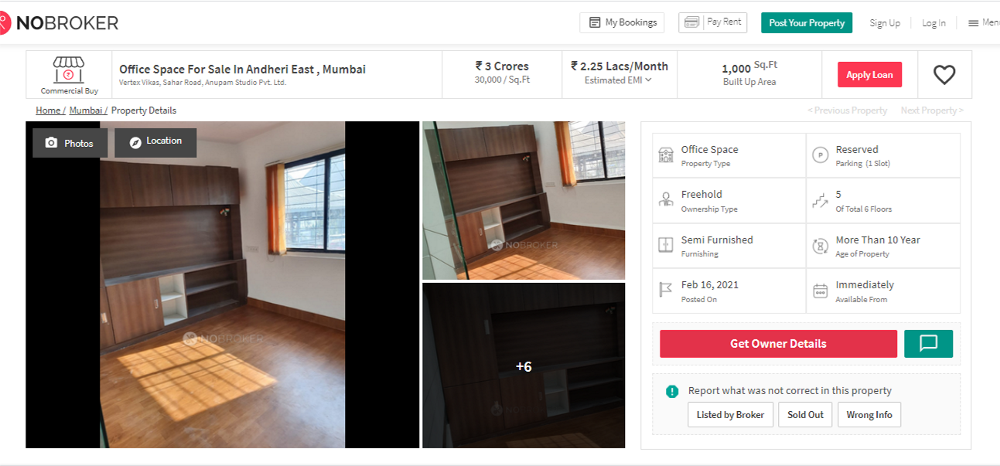 NOBROKER
My Bookings
Pay Rent
Post Your Property
Sign Up
Log In
Commercial Buy
Office Space For Sale In Andheri East , Mumbai
Vertex Vikas, Sahar Road, Anupam Studio Pvt. Ltd.
₹ 3 Crores
30,000 / Sq.Ft
₹ 2.25 Lacs/Month
Estimated EMI
1,000 Sq.Ft
Built Up Area
Apply Loan
Home / Mumbai / Property Details
< Previous Property Next Property >
Photos
Location
NOBROKER
NOBROKER
+6
Office Space
Property Type
Reserved
Parking (1 Slot)
Freehold
Ownership Type
5
Of Total 6 Floors
Semi Furnished
Furnishing
More Than 10 Year
Age of Property
Feb 16, 2021
Posted On
Immediately
Available From
Get Owner Details
Report what was not correct in this property
Listed by Broker
Sold Out
Wrong Info